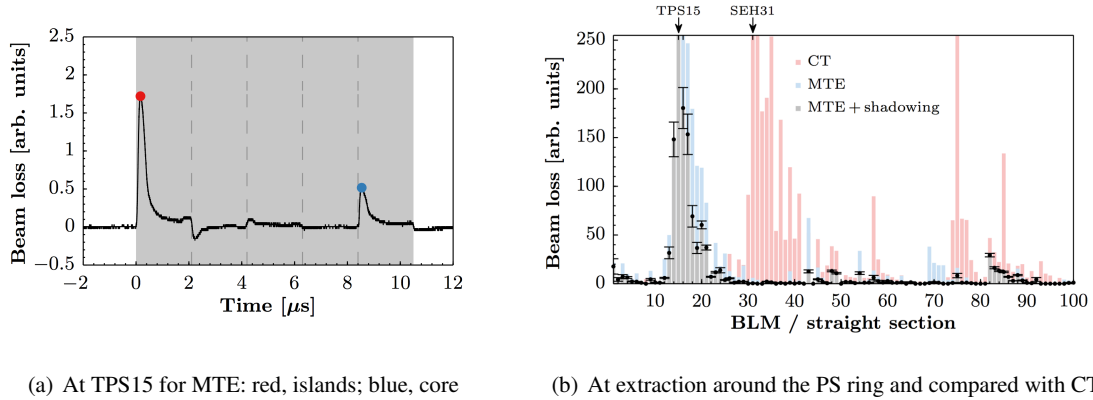 2.5
2
1.5
1
0.5
0
−0.5
−2 0 2 4 6 8 10 12
Beam loss [arb. units]
Time [μs]
TPS15 SEH31
250
200
150
100
50
0
10 20 30 40 50 60 70 80 90 100
Beam loss [arb. units]
BLM / straight section
CT
MTE
MTE + shadowing
(a) At TPS15 for MTE: red, islands; blue, core
(b) At extraction around the PS ring and compared with CT